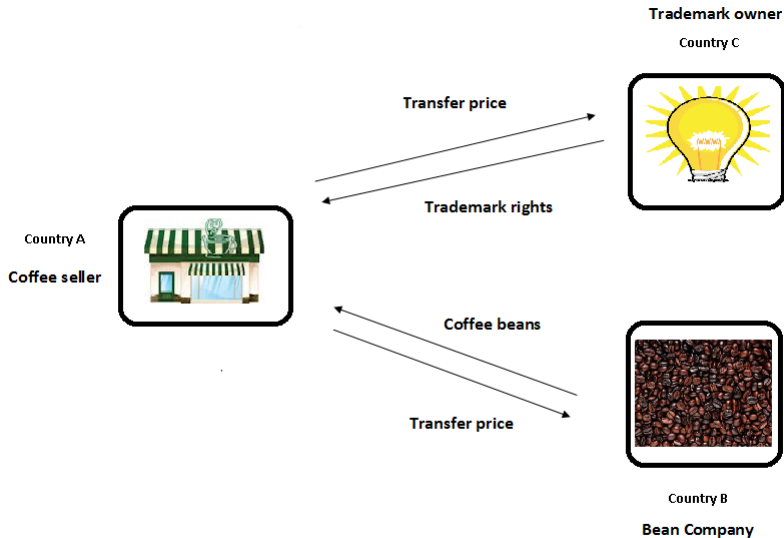 Trademark owner
Country C
Transfer price
Trademark rights
Country A
Coffee seller
Coffee beans
Transfer price
Country B
Bean Company